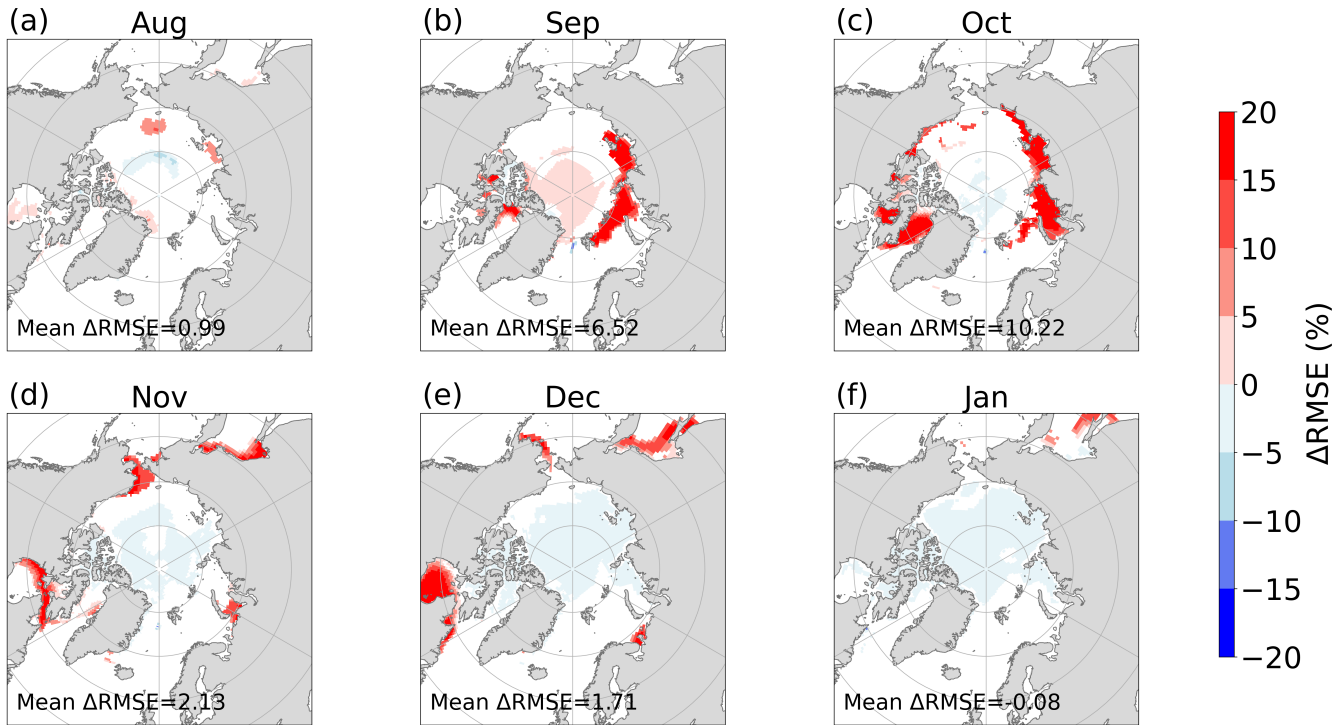 (a) Aug
(b) Sep
(c) Oct
Mean ΔRMSE=0.99
Mean ΔRMSE=6.52
Mean ΔRMSE=10.22
(d) Nov
(e) Dec
(f) Jan
Mean ΔRMSE=2.13
Mean ΔRMSE=1.71
Mean ΔRMSE=-0.08
20
15
10
5
0
−5
−10
−15
−20
ΔRMSE (%)